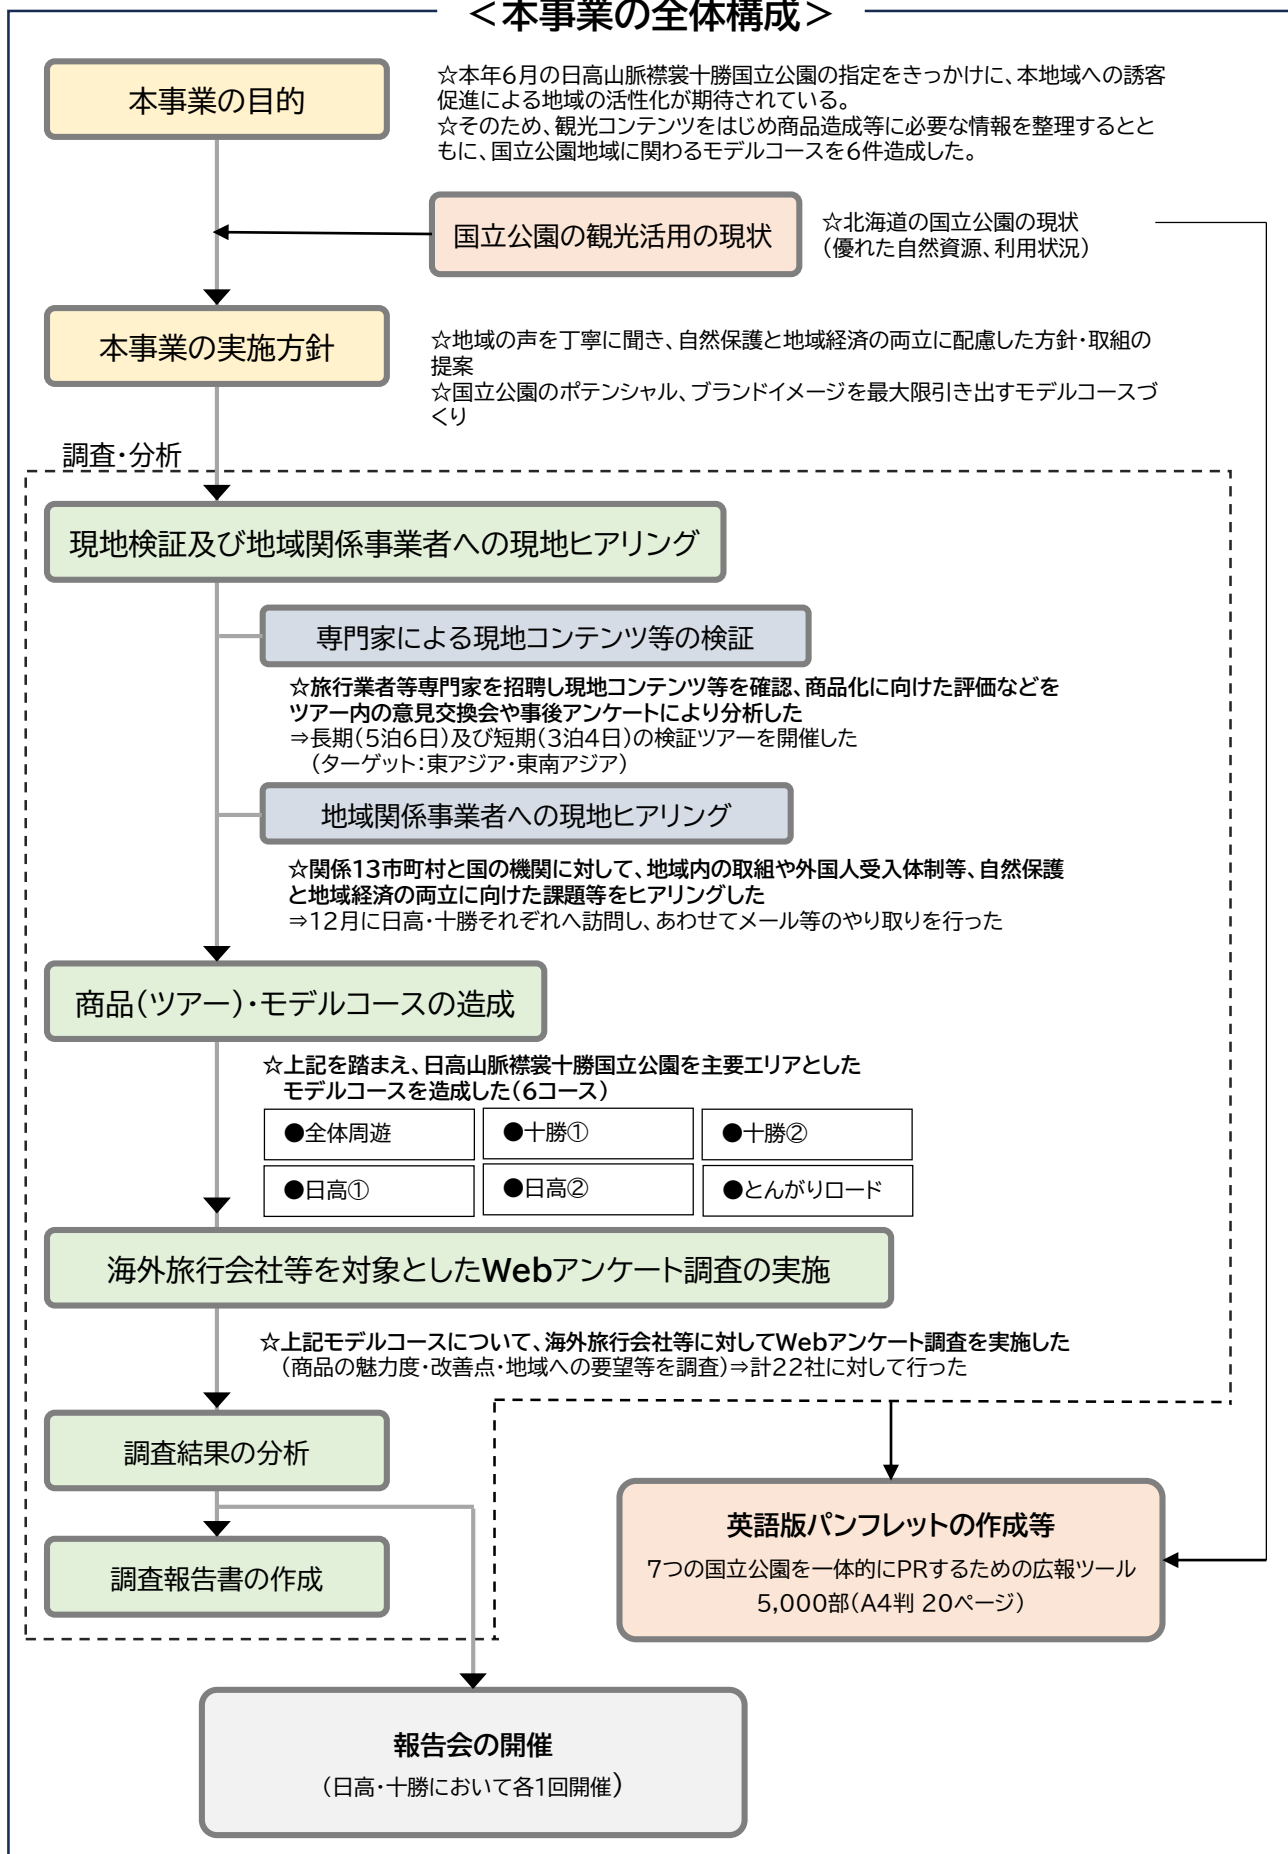 ＜本事業の全体構成＞
本事業の目的
☆本年6月の日高山脈襟裳十勝国立公園の指定をきっかけに、本地域への誘客
促進による地域の活性化が期待されている。
☆そのため、観光コンテンツをはじめ商品造成等に必要な情報を整理するとと
もに、国立公園地域に関わるモデルコースを6件造成した。
国立公園の観光活用の現状
☆北海道の国立公園の現状
（優れた自然資源、利用状況）
本事業の実施方針
☆地域の声を丁寧に聞き、自然保護と地域経済の両立に配慮した方針・取組の
提案
☆国立公園のポテンシャル、ブランドイメージを最大限引き出すモデルコースづ
くり
調査・分析
現地検証及び地域関係事業者への現地ヒアリング
専門家による現地コンテンツ等の検証
☆旅行業者等専門家を招聘し現地コンテンツ等を確認、商品化に向けた評価などを
ツアー内の意見交換会や事後アンケートにより分析した
⇒長期（5泊6日）及び短期（3泊4日）の検証ツアーを開催した
（ターゲット：東アジア・東南アジア）
地域関係事業者への現地ヒアリング
☆関係13市町村と国の機関に対して、地域内の取組や外国人受入体制等、自然保護
と地域経済の両立に向けた課題等をヒアリングした
⇒12月に日高・十勝それぞれへ訪問し、あわせてメール等のやり取りを行った
商品（ツアー）・モデルコースの造成
☆上記を踏まえ、日高山脈襟裳十勝国立公園を主要エリアとした
モデルコースを造成した（6コース）
●全体周遊
●十勝①
●十勝②
●日高①
●日高②
●とんがりロード
海外旅行会社等を対象としたWebアンケート調査の実施
☆上記モデルコースについて、海外旅行会社等に対してWebアンケート調査を実施した
（商品の魅力度・改善点・地域への要望等を調査）⇒計22社に対して行った
調査結果の分析
調査報告書の作成
英語版パンフレットの作成等
7つの国立公園を一体的にPRするための広報ツール
5,000部（A4判 20ページ）
報告会の開催
（日高・十勝において各1回開催）